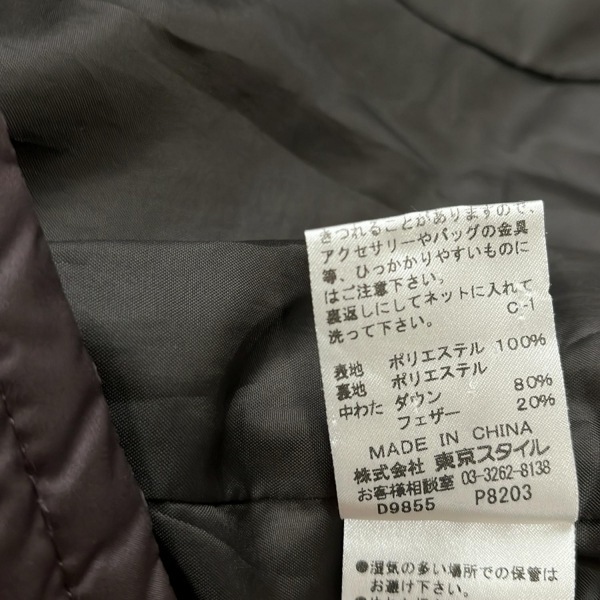 きつれることがありますので、
アクセサリーやバッグの金具
等、ひっかかりやすいものに
はご注意下さい。
裏返しにしてネットに入れて
洗って下さい。 C-1
表地 ポリエステル 100%
裏地 ポリエステル
中わた ダウン 80%
フェザー 20%
MADE IN CHINA
株式会社 東京スタイル
お客様相談室 03-3262-8138
D9855 P8203
●湿気の多い場所での保管は
お避け下さい。